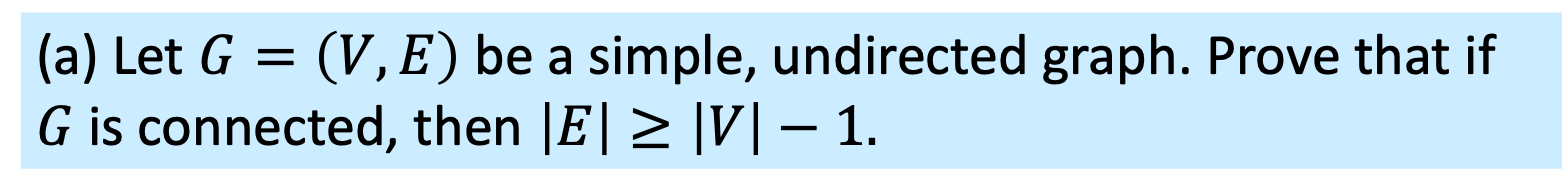 (a) Let G = (V, E) be a simple, undirected graph. Prove that if
G is connected, then |E| ≥ |V| − 1.